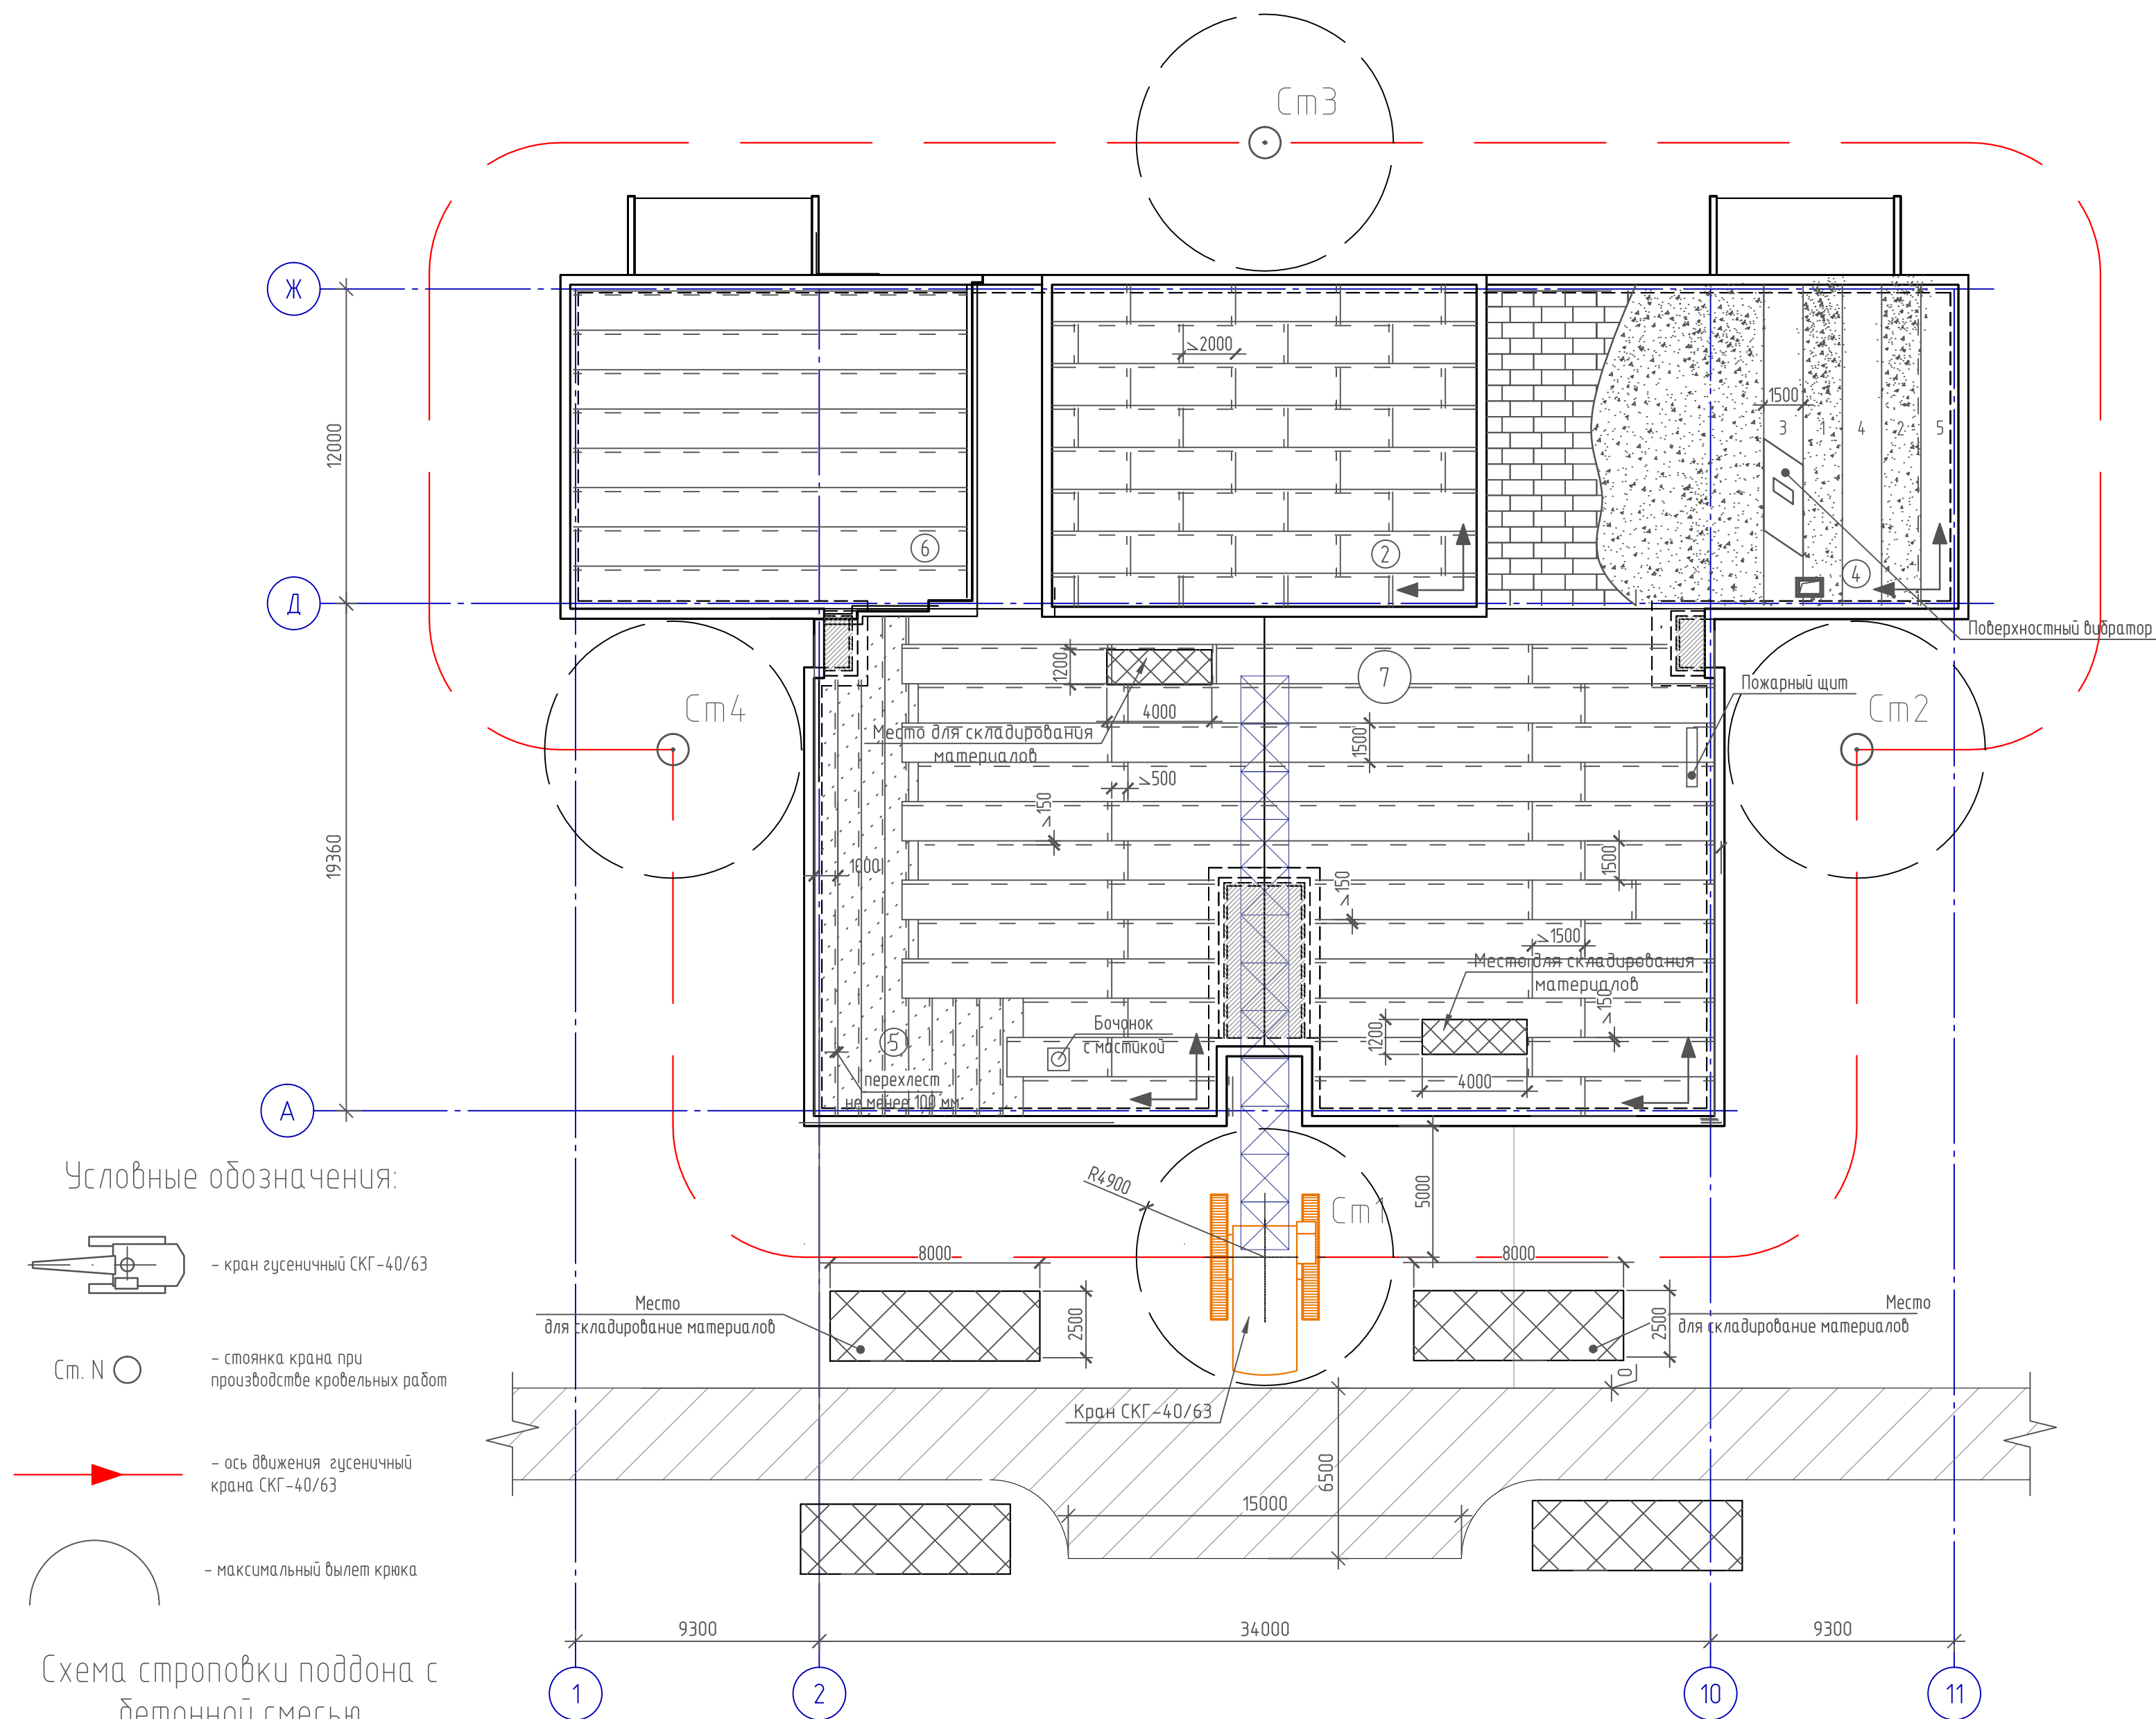 Ст3
Ж
≥2000
1500
12000
3
1
4
2
5
6
2
4
Д
Поверхностный вибратор
1200
7
Пожарный щит
Ст4
4000
Ст2
Место для складирования
материалов
1500
≥500
≥150
19360
1000
1500
≥150
≥1500
Место для складирования
материалов
≥150
Бочонок
с мастикой
5
1200
перехлест
не менее 100 мм
4000
А
Условные обозначения:
R4900
5000
Ст1
– кран гусеничный СКГ-40/63
8000
8000
Место
для складирование материалов
2500
2500
Место
для складирование материалов
Ст. N
– стоянка крана при
производстве кровельных работ
0
Кран СКГ-40/63
– ось движения гусеничный
крана СКГ-40/63
6500
15000
– максимальный вылет крюка
9300
34000
9300
Схема строповки поддона с
бетонной смесью
1
2
10
11